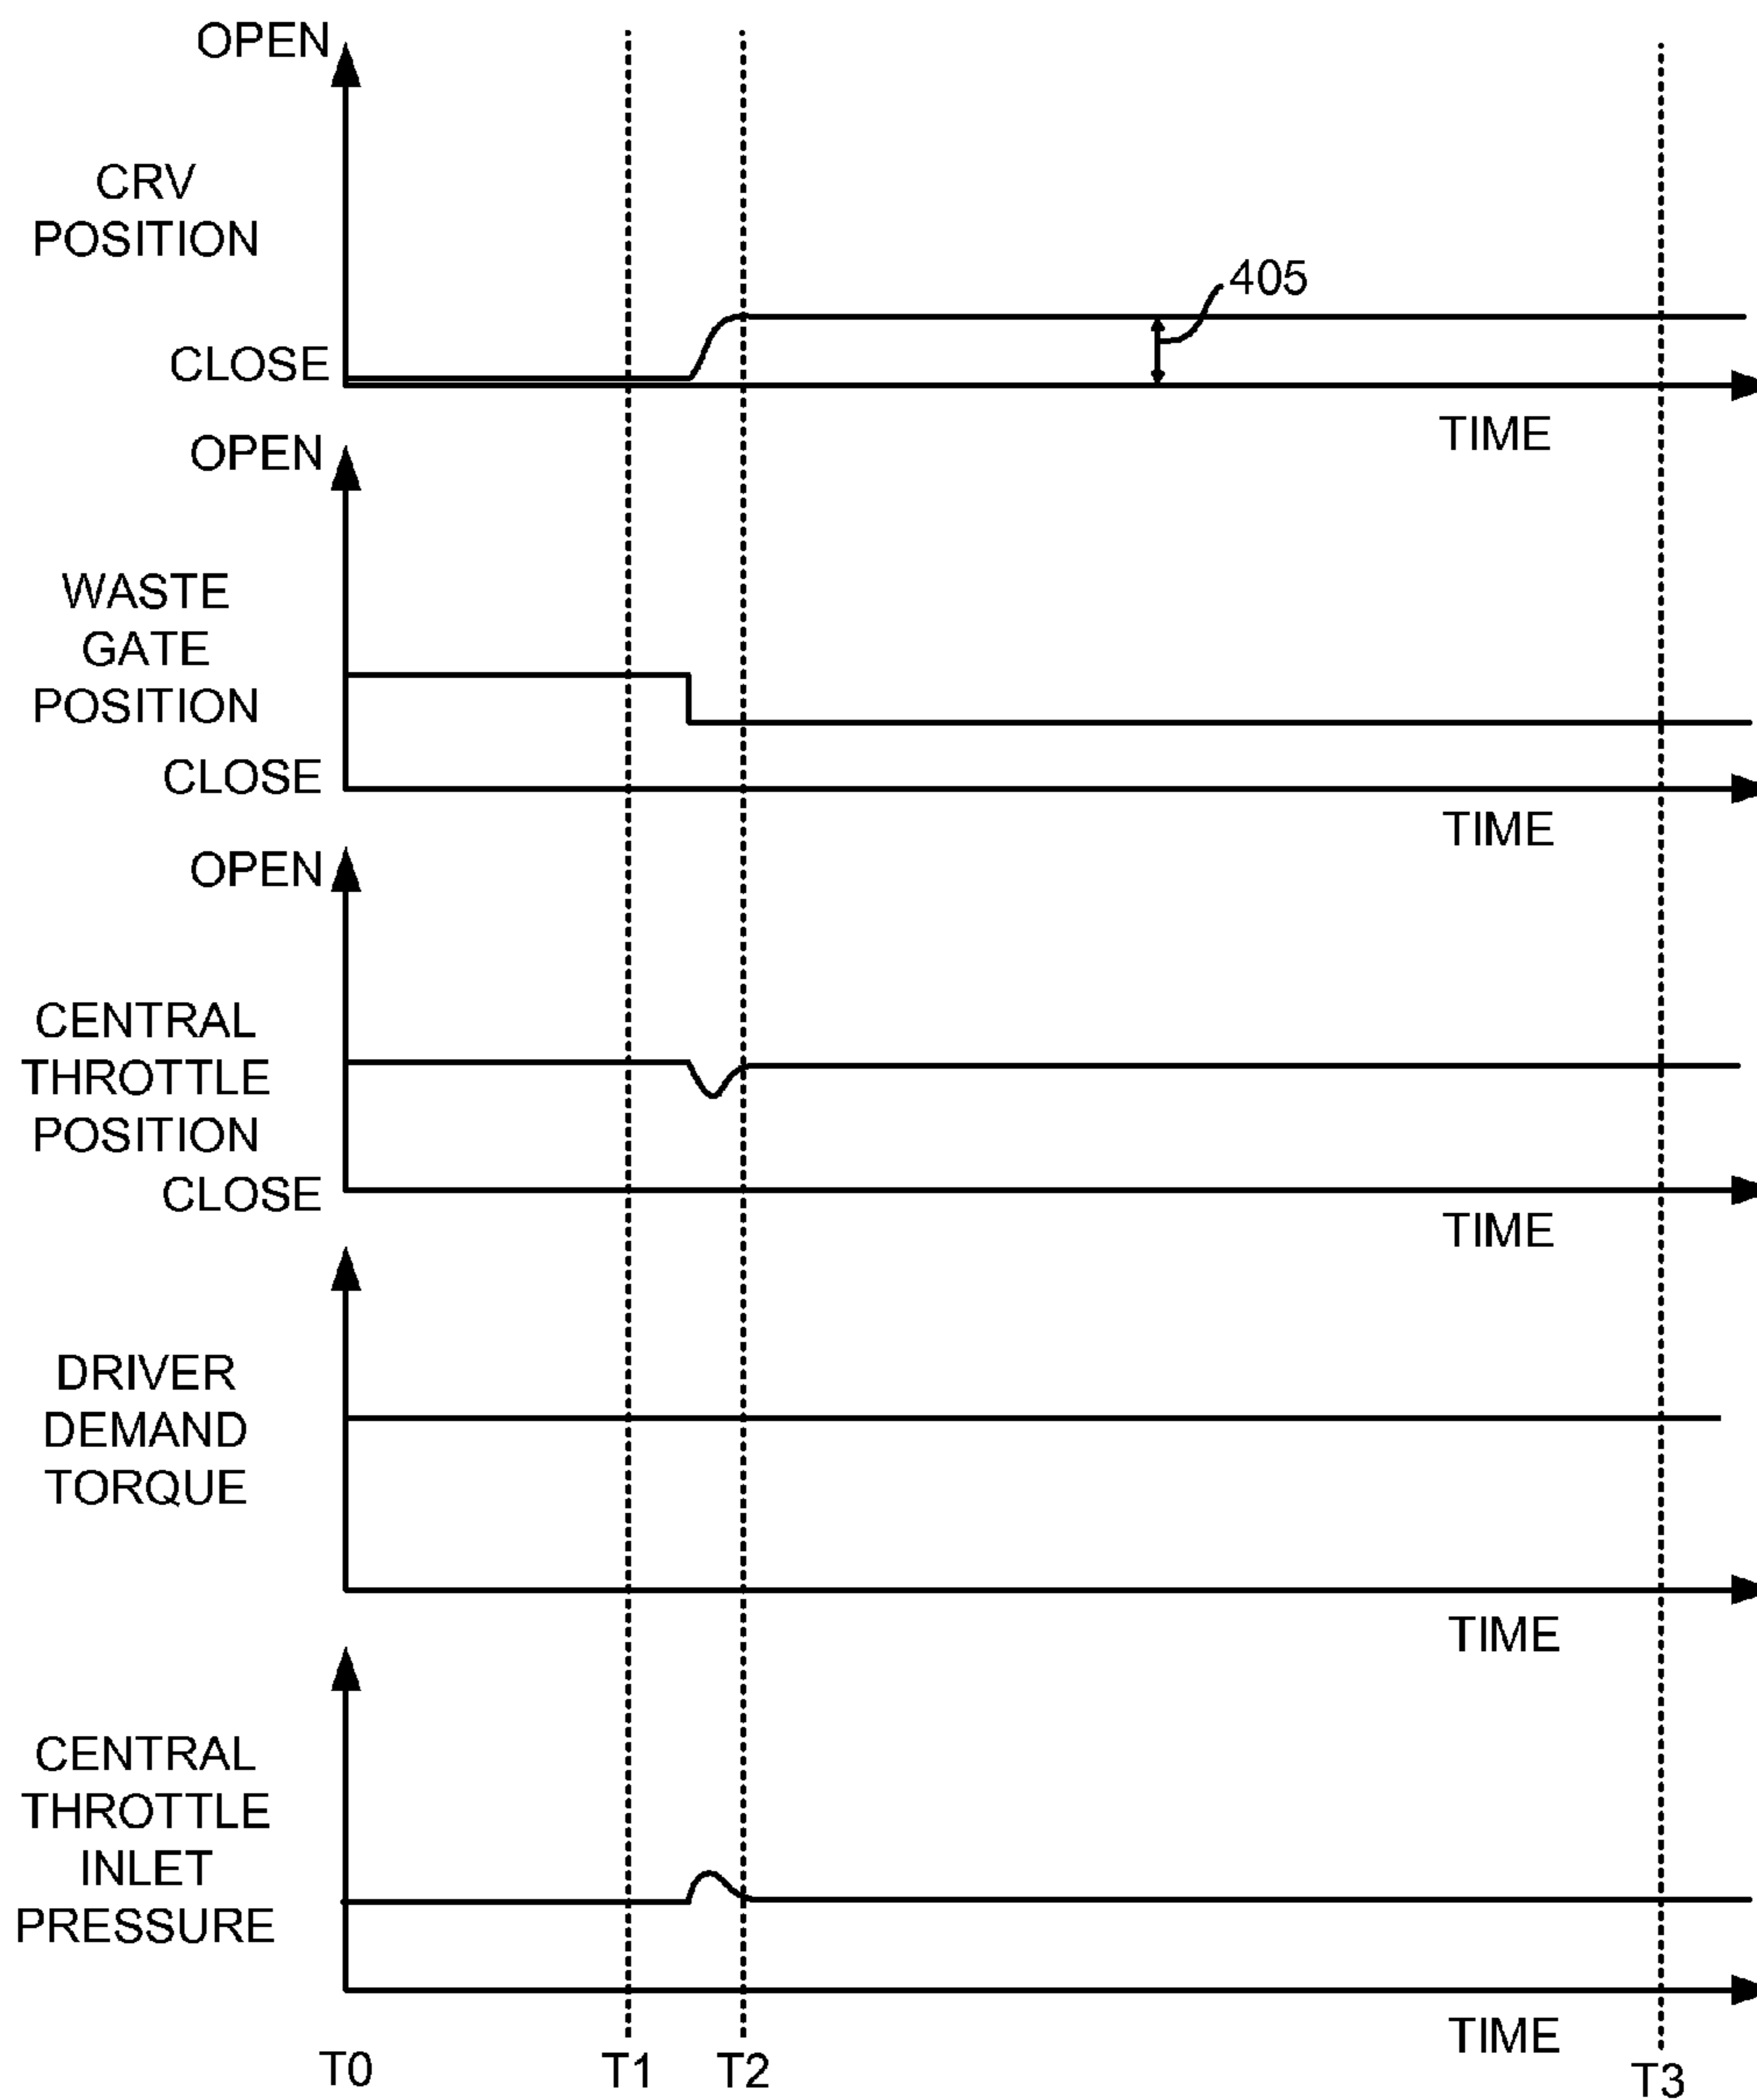 OPEN
CRV
POSITION
405
CLOSE
TIME
OPEN
WASTE
GATE
POSITION
CLOSE
TIME
OPEN
CENTRAL
THROTTLE
POSITION
CLOSE
TIME
DRIVER
DEMAND
TORQUE
TIME
CENTRAL
THROTTLE
INLET
PRESSURE
TIME
T0 T1 T2 T3